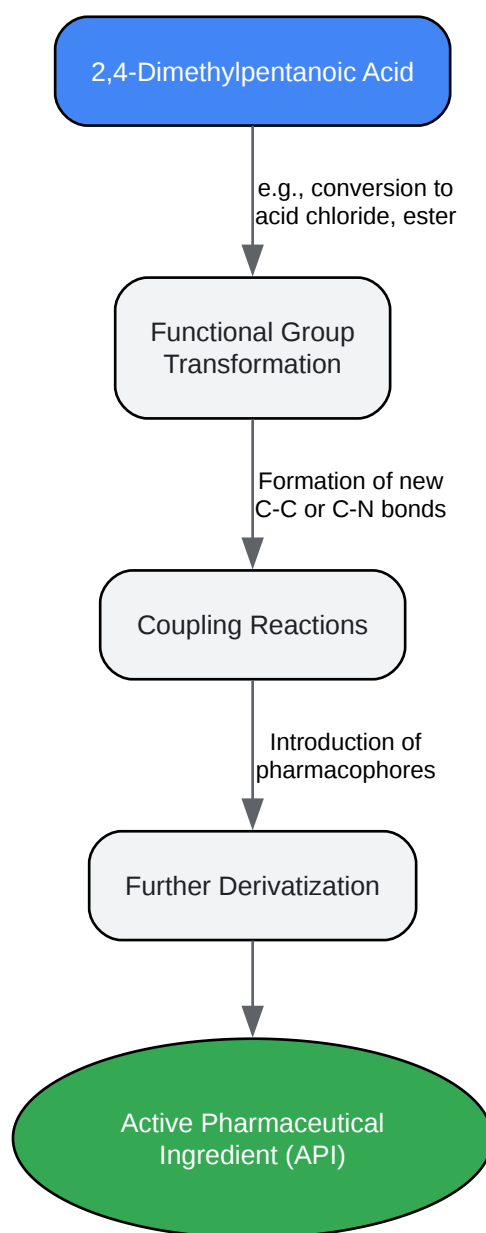 2,4-Dimethylpentanoic Acid
e.g., conversion to
acid chloride, ester
Functional Group
Transformation
Formation of new
C-C or C-N bonds
Coupling Reactions
Introduction of
pharmacophores
Further Derivatization
Active Pharmaceutical
Ingredient (API)